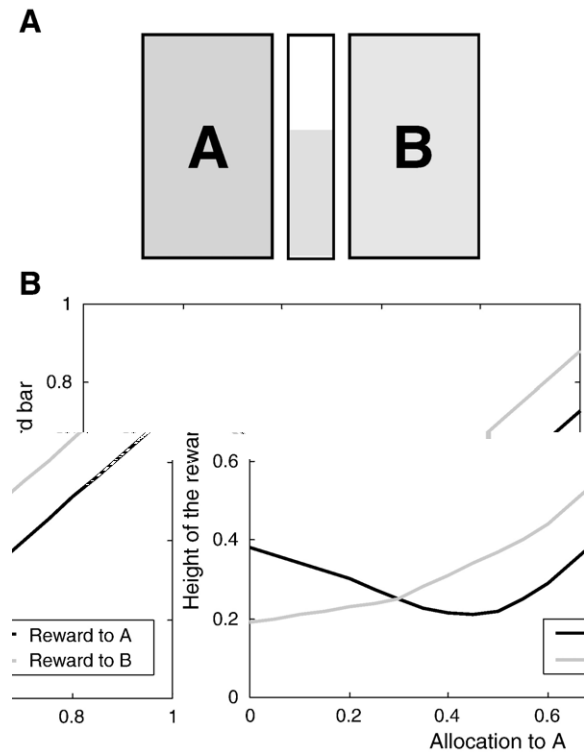 A
A B
B
1
0.8
rd bar
0.6
Height of the rewar
0.4
0.2
Reward to A
Reward to B
0
0.8 1 0 0.2 0.4 0.6
Allocation to A